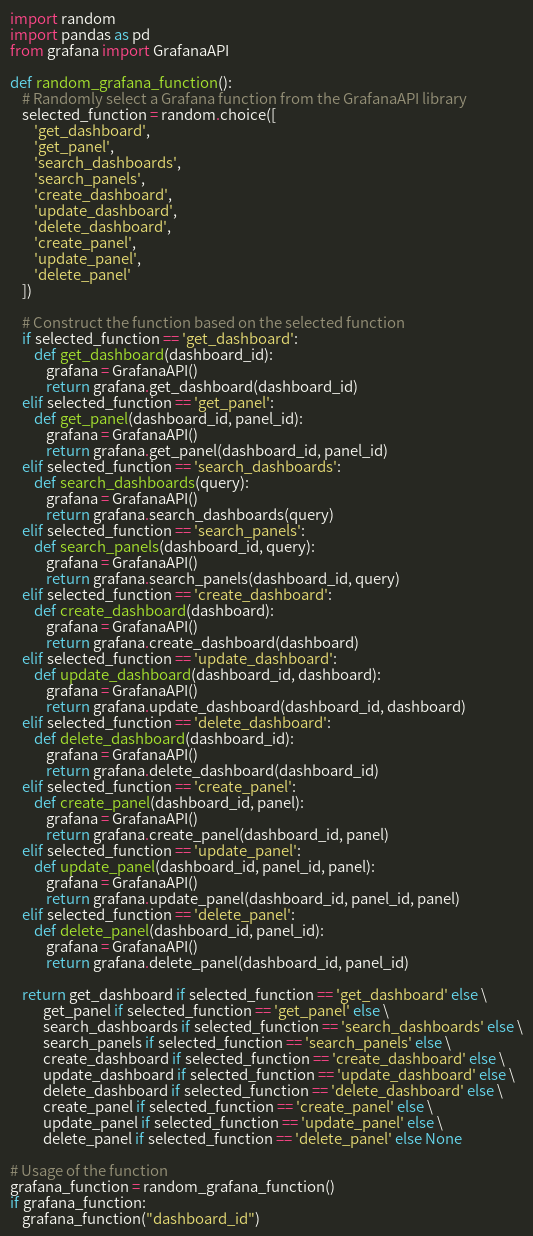 import random
import pandas as pd
from grafana import GrafanaAPI

def random_grafana_function():
    # Randomly select a Grafana function from the GrafanaAPI library
    selected_function = random.choice([
        'get_dashboard',
        'get_panel',
        'search_dashboards',
        'search_panels',
        'create_dashboard',
        'update_dashboard',
        'delete_dashboard',
        'create_panel',
        'update_panel',
        'delete_panel'
    ])

    # Construct the function based on the selected function
    if selected_function == 'get_dashboard':
        def get_dashboard(dashboard_id):
            grafana = GrafanaAPI()
            return grafana.get_dashboard(dashboard_id)
    elif selected_function == 'get_panel':
        def get_panel(dashboard_id, panel_id):
            grafana = GrafanaAPI()
            return grafana.get_panel(dashboard_id, panel_id)
    elif selected_function == 'search_dashboards':
        def search_dashboards(query):
            grafana = GrafanaAPI()
            return grafana.search_dashboards(query)
    elif selected_function == 'search_panels':
        def search_panels(dashboard_id, query):
            grafana = GrafanaAPI()
            return grafana.search_panels(dashboard_id, query)
    elif selected_function == 'create_dashboard':
        def create_dashboard(dashboard):
            grafana = GrafanaAPI()
            return grafana.create_dashboard(dashboard)
    elif selected_function == 'update_dashboard':
        def update_dashboard(dashboard_id, dashboard):
            grafana = GrafanaAPI()
            return grafana.update_dashboard(dashboard_id, dashboard)
    elif selected_function == 'delete_dashboard':
        def delete_dashboard(dashboard_id):
            grafana = GrafanaAPI()
            return grafana.delete_dashboard(dashboard_id)
    elif selected_function == 'create_panel':
        def create_panel(dashboard_id, panel):
            grafana = GrafanaAPI()
            return grafana.create_panel(dashboard_id, panel)
    elif selected_function == 'update_panel':
        def update_panel(dashboard_id, panel_id, panel):
            grafana = GrafanaAPI()
            return grafana.update_panel(dashboard_id, panel_id, panel)
    elif selected_function == 'delete_panel':
        def delete_panel(dashboard_id, panel_id):
            grafana = GrafanaAPI()
            return grafana.delete_panel(dashboard_id, panel_id)

    return get_dashboard if selected_function == 'get_dashboard' else \
           get_panel if selected_function == 'get_panel' else \
           search_dashboards if selected_function == 'search_dashboards' else \
           search_panels if selected_function == 'search_panels' else \
           create_dashboard if selected_function == 'create_dashboard' else \
           update_dashboard if selected_function == 'update_dashboard' else \
           delete_dashboard if selected_function == 'delete_dashboard' else \
           create_panel if selected_function == 'create_panel' else \
           update_panel if selected_function == 'update_panel' else \
           delete_panel if selected_function == 'delete_panel' else None

# Usage of the function
grafana_function = random_grafana_function()
if grafana_function:
    grafana_function("dashboard_id")